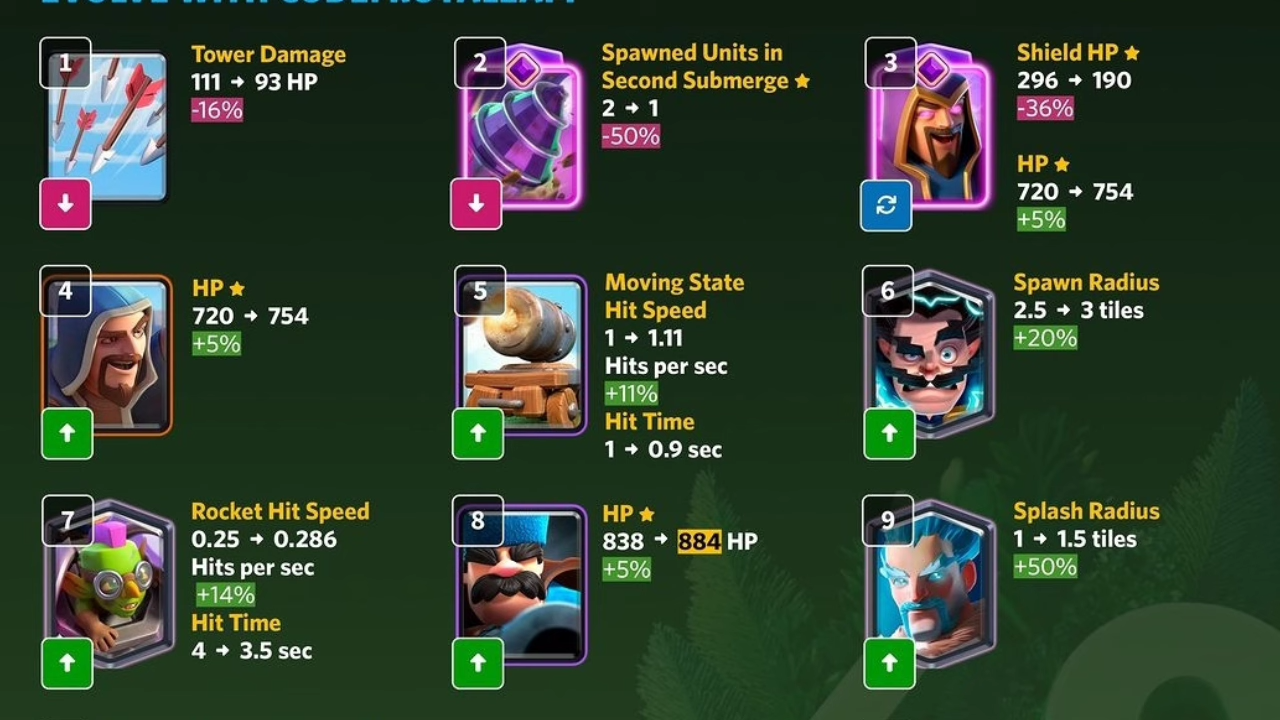 EVOLVE WITH CODE: ROYALEAPI
1
Tower Damage
111 → 93 HP
-16%
2
Spawned Units in
Second Submerge ★
2 → 1
-50%
3
Shield HP ★
296 → 190
-36%
HP ★
720 → 754
+5%
4
HP ★
720 → 754
+5%
5
Moving State
Hit Speed
1 → 1.11
Hits per sec
+11%
Hit Time
1 → 0.9 sec
6
Spawn Radius
2.5 → 3 tiles
+20%
7
Rocket Hit Speed
0.25 → 0.286
Hits per sec
+14%
Hit Time
4 → 3.5 sec
8
HP ★
838 → 884 HP
+5%
9
Splash Radius
1 → 1.5 tiles
+50%